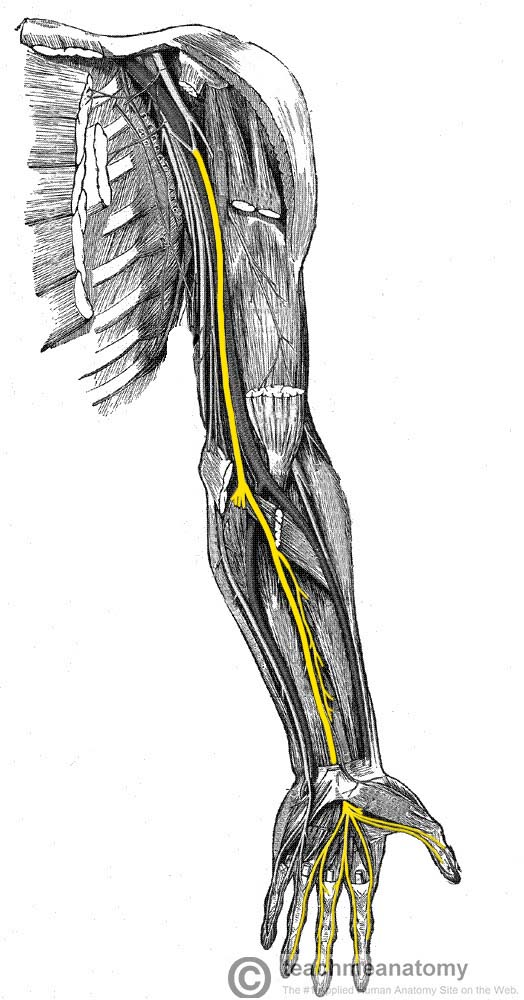 © teachmeanatomy
The #1 Applied Human Anatomy Site on the Web.